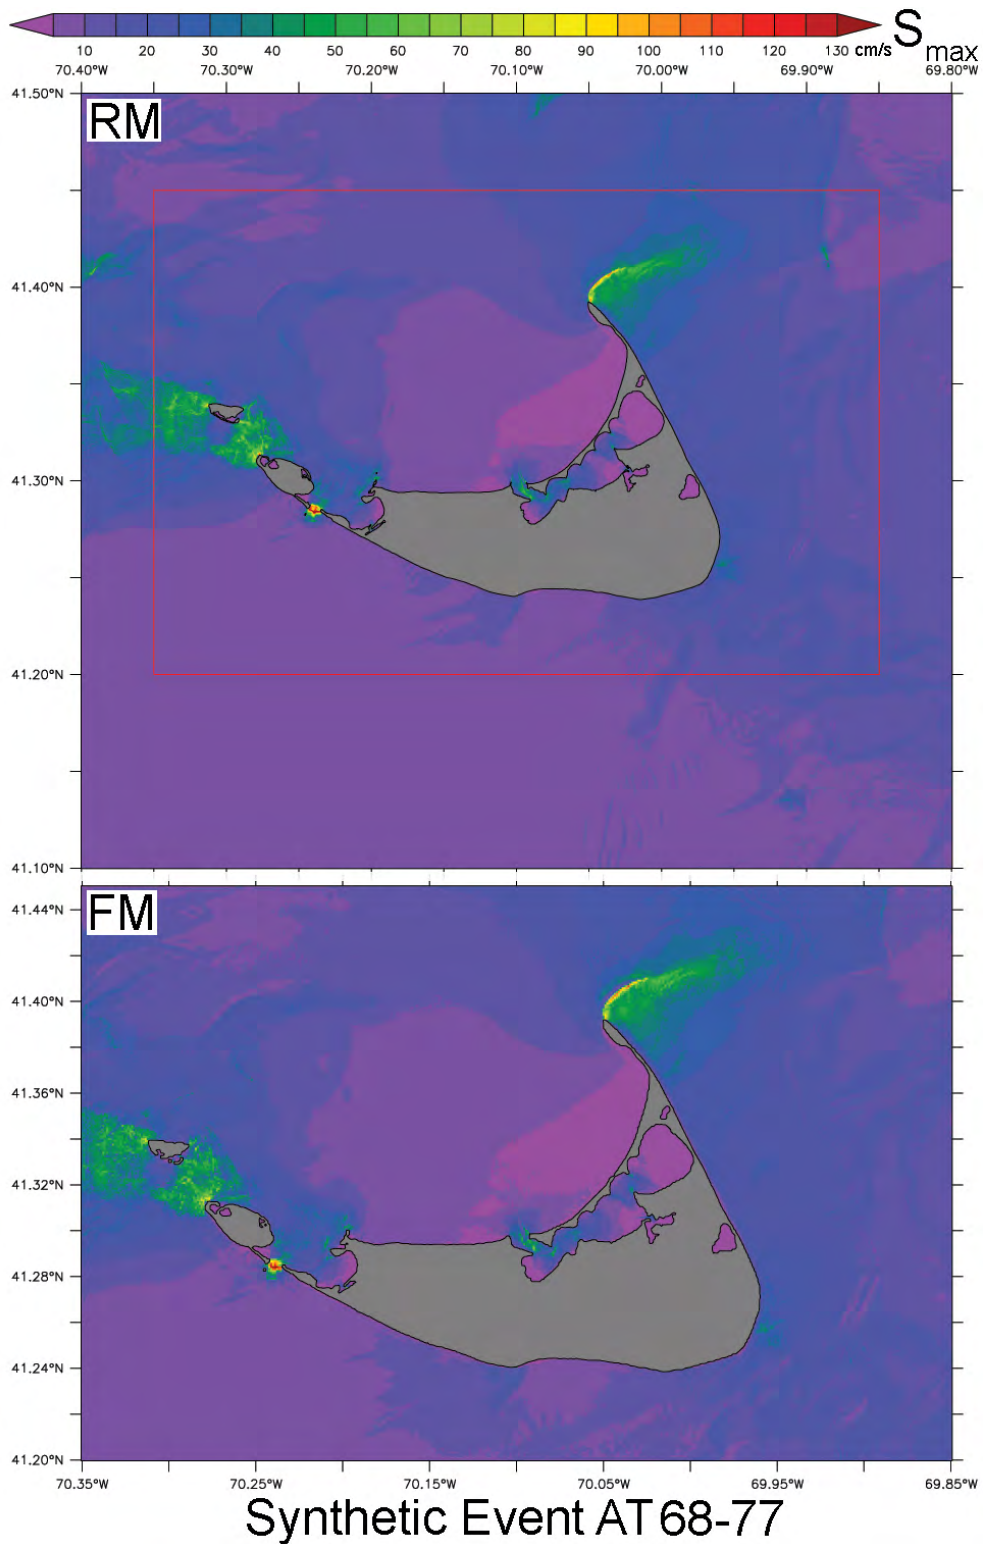 10 20 30 40 50 60 70 80 90 100 110 120 130 cm/s S max
70.40°W 70.30°W 70.20°W 70.10°W 70.00°W 69.90°W 69.80°W
41.50°N
RM
41.40°N
41.30°N
41.20°N
41.10°N
FM
41.44°N
41.40°N
41.36°N
41.32°N
41.28°N
41.24°N
41.20°N
70.35°W 70.25°W 70.15°W 70.05°W 69.95°W 69.85°W
Synthetic Event AT68-77